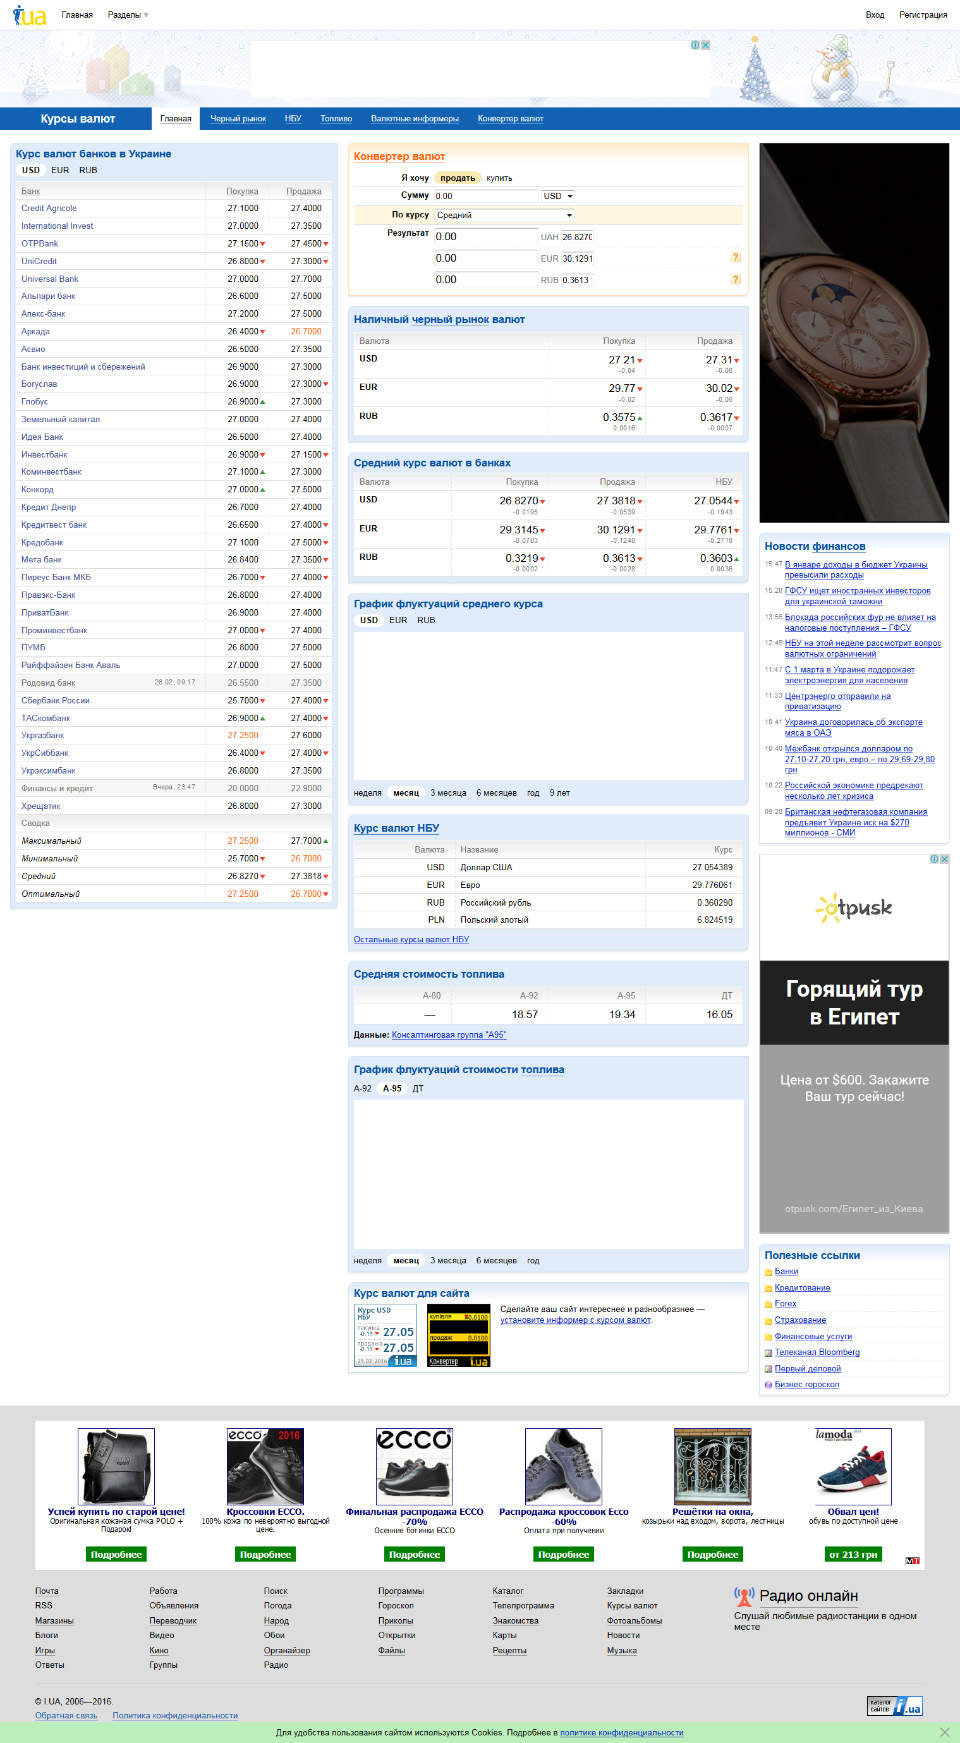 i.ua Главная Разделы Вход Регистрация
Курсы валют Главная Черный рынок НБУ Топливо Валютные информеры Конвертер валют
Курс валют банков в Украине
USD EUR RUB
Банк Покупка Продажа
Credit Agricole 27.1000 27.4000
International Invest 27.0000 27.3500
OTPBank 27.1500 27.4500
UniCredit 26.8000 27.3000
Universal Bank 27.0000 27.7000
Альпари банк 26.6000 27.5000
Апекс-банк 27.2000 27.5000
Аркада 26.4000 26.7000
Асвио 26.5000 27.3500
Банк инвестиций и сбережений 26.9000 27.3000
Богуслав 26.9000 27.3000
Глобус 26.9000 27.3000
Земельный капитал 27.0000 27.4000
Идея Банк 26.5000 27.4000
Инвестбанк 26.9000 27.1500
Коминвестбанк 27.1000 27.3000
Конкорд 27.0000 27.5000
Кредит Днепр 26.7000 27.4000
Кредитвест банк 26.6500 27.4000
Кредобанк 27.1000 27.5000
Мета банк 26.8400 27.3500
Пиреус Банк МКБ 26.7000 27.4000
Правэкс-Банк 26.8000 27.4000
ПриватБанк 26.9000 27.4000
Проминвестбанк 27.0000 27.4000
ПУМБ 26.8000 27.5000
Райффайзен Банк Аваль 27.0000 27.5000
Родовид банк 26.02, 09:17 26.5500 27.3500
Сбербанк России 25.7000 27.4000
ТАСкомбанк 26.9000 27.4000
Укргазбанк 27.2500 27.6000
УкрСиббанк 26.4000 27.4000
Укрэксимбанк 26.8000 27.3500
Финансы и кредит Вчера, 23:47 20.0000 22.9000
Хрещатик 26.8000 27.3000
Сводка
Максимальный 27.2500 27.7000
Минимальный 25.7000 26.7000
Средний 26.8270 27.3818
Оптимальный 27.2500 26.7000
Конвертер валют
Я хочу продать купить
Сумму 0.00 USD
По курсу Средний
Результат 0.00 UAH 26.8270
0.00 EUR 30.1291 ?
0.00 RUB 0.3613 ?
Наличный черный рынок валют
Валюта Покупка Продажа
USD 27.21 27.31
-0.04 -0.08
EUR 29.77 30.02
-0.02 -0.06
RUB 0.3575 0.3617
0.0016 -0.0007
Средний курс валют в банках
Валюта Покупка Продажа НБУ
USD 26.8270 27.3818 27.0544
-0.0195 -0.0539 -0.1943
EUR 29.3145 30.1291 29.7761
-0.0783 -0.1248 -0.2710
RUB 0.3219 0.3613 0.3603
-0.0002 -0.0028 0.0036
График флуктуаций среднего курса
USD EUR RUB
неделя месяц 3 месяца 6 месяцев год 9 лет
Курс валют НБУ
Валюта Название Курс
USD Доллар США 27.054389
EUR Евро 29.776061
RUB Российский рубль 0.360290
PLN Польский злотый 6.824519
Остальные курсы валют НБУ
Средняя стоимость топлива
А-80 А-92 А-95 ДТ
— 18.57 19.34 16.05
Данные: Консалтинговая группа "А95"
График флуктуаций стоимости топлива
А-92 А-95 ДТ
неделя месяц 3 месяца 6 месяцев год
Курс валют для сайта
Курс USD
НБУ
покупка
-0.19 27.05
продажа
-0.19 27.05
29.02.2016 i.ua
купівля 0.0100
продаж 0.0100
Конвертер i.ua
Сделайте ваш сайт интереснее и разнообразнее —
установите информер с курсом валют.
Новости финансов
15:47 В январе доходы в бюджет Украины
превысили расходы
15:20 ГФСУ ищет иностранных инвесторов
для украинской таможни
13:55 Блокада российских фур не влияет на
налоговые поступления – ГФСУ
12:45 НБУ на этой неделе рассмотрит вопрос
валютных ограничений
11:47 С 1 марта в Украине подорожает
электроэнергия для населения
11:33 Центрэнерго отправили на
приватизацию
10:41 Украина договорилась об экспорте
мяса в ОАЭ
10:40 Межбанк открылся долларом по
27,10-27,20 грн, евро – по 29,69-29,80
грн
10:22 Российской экономике предрекают
несколько лет кризиса
09:28 Британская нефтегазовая компания
предъявит Украине иск на $270
миллионов - СМИ
otpusk
Горящий тур
в Египет
Цена от $600. Закажите
Ваш тур сейчас!
otpusk.com/Египет_из_Киева
Полезные ссылки
Банки
Кредитование
Forex
Страхование
Финансовые услуги
Телеканал Bloomberg
Первый деловой
Бизнес гороскоп
Успей купить по старой цене!
Оригинальная кожаная сумка POLO +
Подарок!
Подробнее
ecco 2016
Кроссовки ECCO.
100% кожа по невероятно выгодной
цене.
Подробнее
ecco
Финальная распродажа ECCO
-70%
Осенние ботинки ECCO
Подробнее
Распродажа кроссовок Ecco
-60%
Оплата при получении
Подробнее
Решётки на окна,
козырьки над входом, ворота, лестницы
Подробнее
lamoda
Обвал цен!
обувь по доступной цене
от 213 грн
МТ
Почта Работа Поиск Программы Каталог Закладки
RSS Объявления Погода Гороскоп Телепрограмма Курсы валют
Магазины Переводчик Народ Приколы Знакомства Фотоальбомы
Блоги Видео Обои Открытки Карты Новости
Игры Кино Органайзер Файлы Рецепты Музыка
Ответы Группы Радио
Радио онлайн
Слушай любимые радиостанции в одном
месте
© I.UA, 2006—2016.
Обратная связь Политика конфиденциальности
каталог
сайтов i.ua
Для удобства пользования сайтом используются Cookies. Подробнее в политике конфиденциальности